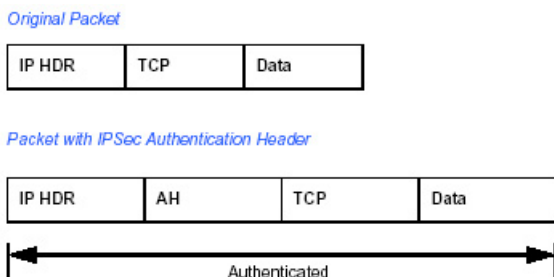 Original Packet
IP HDR TCP Data
Packet with IPSec Authentication Header
IP HDR AH TCP Data
Authenticated